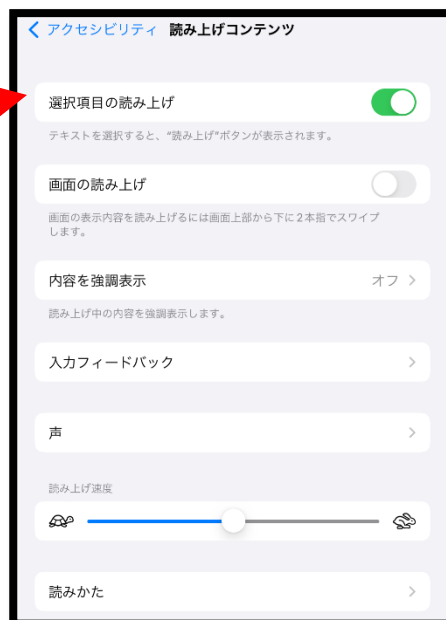 アクセシビリティ 読み上げコンテンツ
選択項目の読み上げ
テキストを選択すると、“読み上げ”ボタンが表示されます。
画面の読み上げ
画面の表示内容を読み上げるには画面上部から下に2本指でスワイプ
します。
内容を強調表示 オフ
読み上げ中の内容を強調表示します。
入力フィードバック
声
読み上げ速度
読みかた